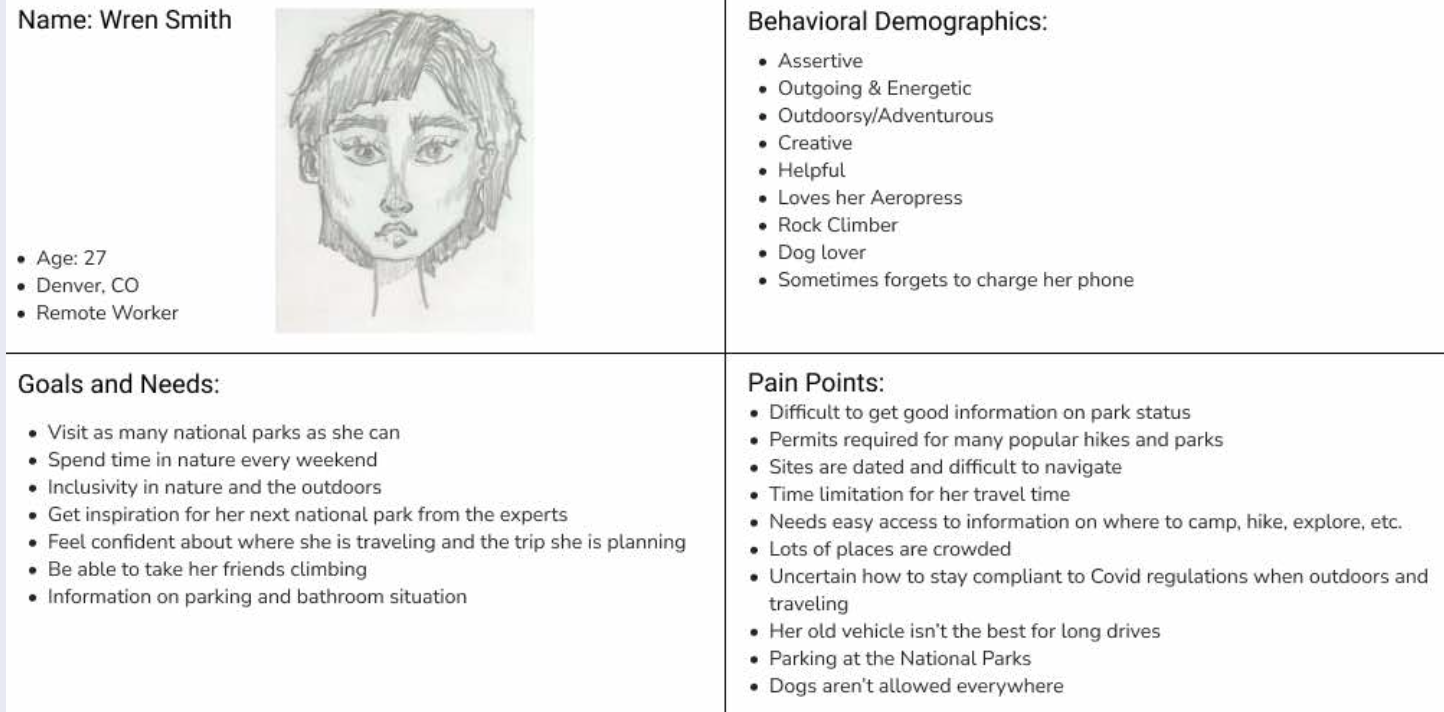 Name: Wren Smith
• Age: 27
• Denver, CO
• Remote Worker
Behavioral Demographics:
• Assertive
• Outgoing & Energetic
• Outdoorsy/Adventurous
• Creative
• Helpful
• Loves her Aeropress
• Rock Climber
• Dog lover
• Sometimes forgets to charge her phone
Goals and Needs:
• Visit as many national parks as she can
• Spend time in nature every weekend
• Inclusivity in nature and the outdoors
• Get inspiration for her next national park from the experts
• Feel confident about where she is traveling and the trip she is planning
• Be able to take her friends climbing
• Information on parking and bathroom situation
Pain Points:
• Difficult to get good information on park status
• Permits required for many popular hikes and parks
• Sites are dated and difficult to navigate
• Time limitation for her travel time
• Needs easy access to information on where to camp, hike, explore, etc.
• Lots of places are crowded
• Uncertain how to stay compliant to Covid regulations when outdoors and
traveling
• Her old vehicle isn't the best for long drives
• Parking at the National Parks
• Dogs aren't allowed everywhere